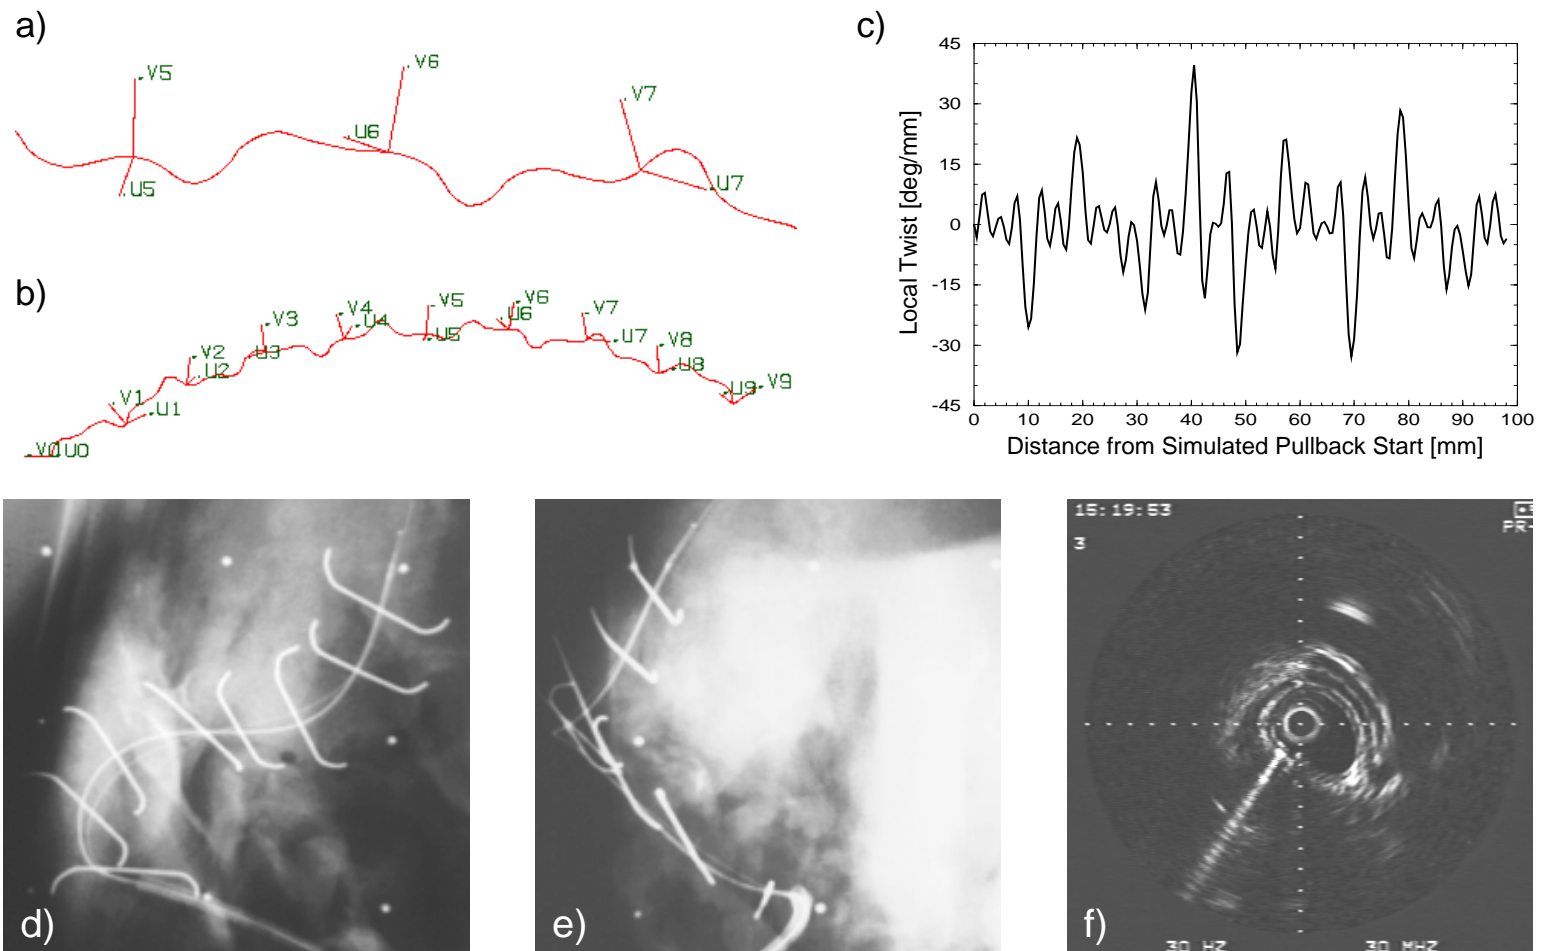 a)
.V5
.V6
.V7
.U6
.U5
.U7
b)
.V6
.V5
.V4
.V7
.V3
.U6
.U4
.U5
.U7
.V8
.V2
.U3
.U2
.U8
.V9
.U9
.V1
.U1
.U0
c)
45
30
15
0
-15
-30
-45
Local Twist [deg/mm]
0 10 20 30 40 50 60 70 80 90 100
Distance from Simulated Pullback Start [mm]
d)
e)
15:19:53
PR-
3
f)
30 HZ
30 MHZ